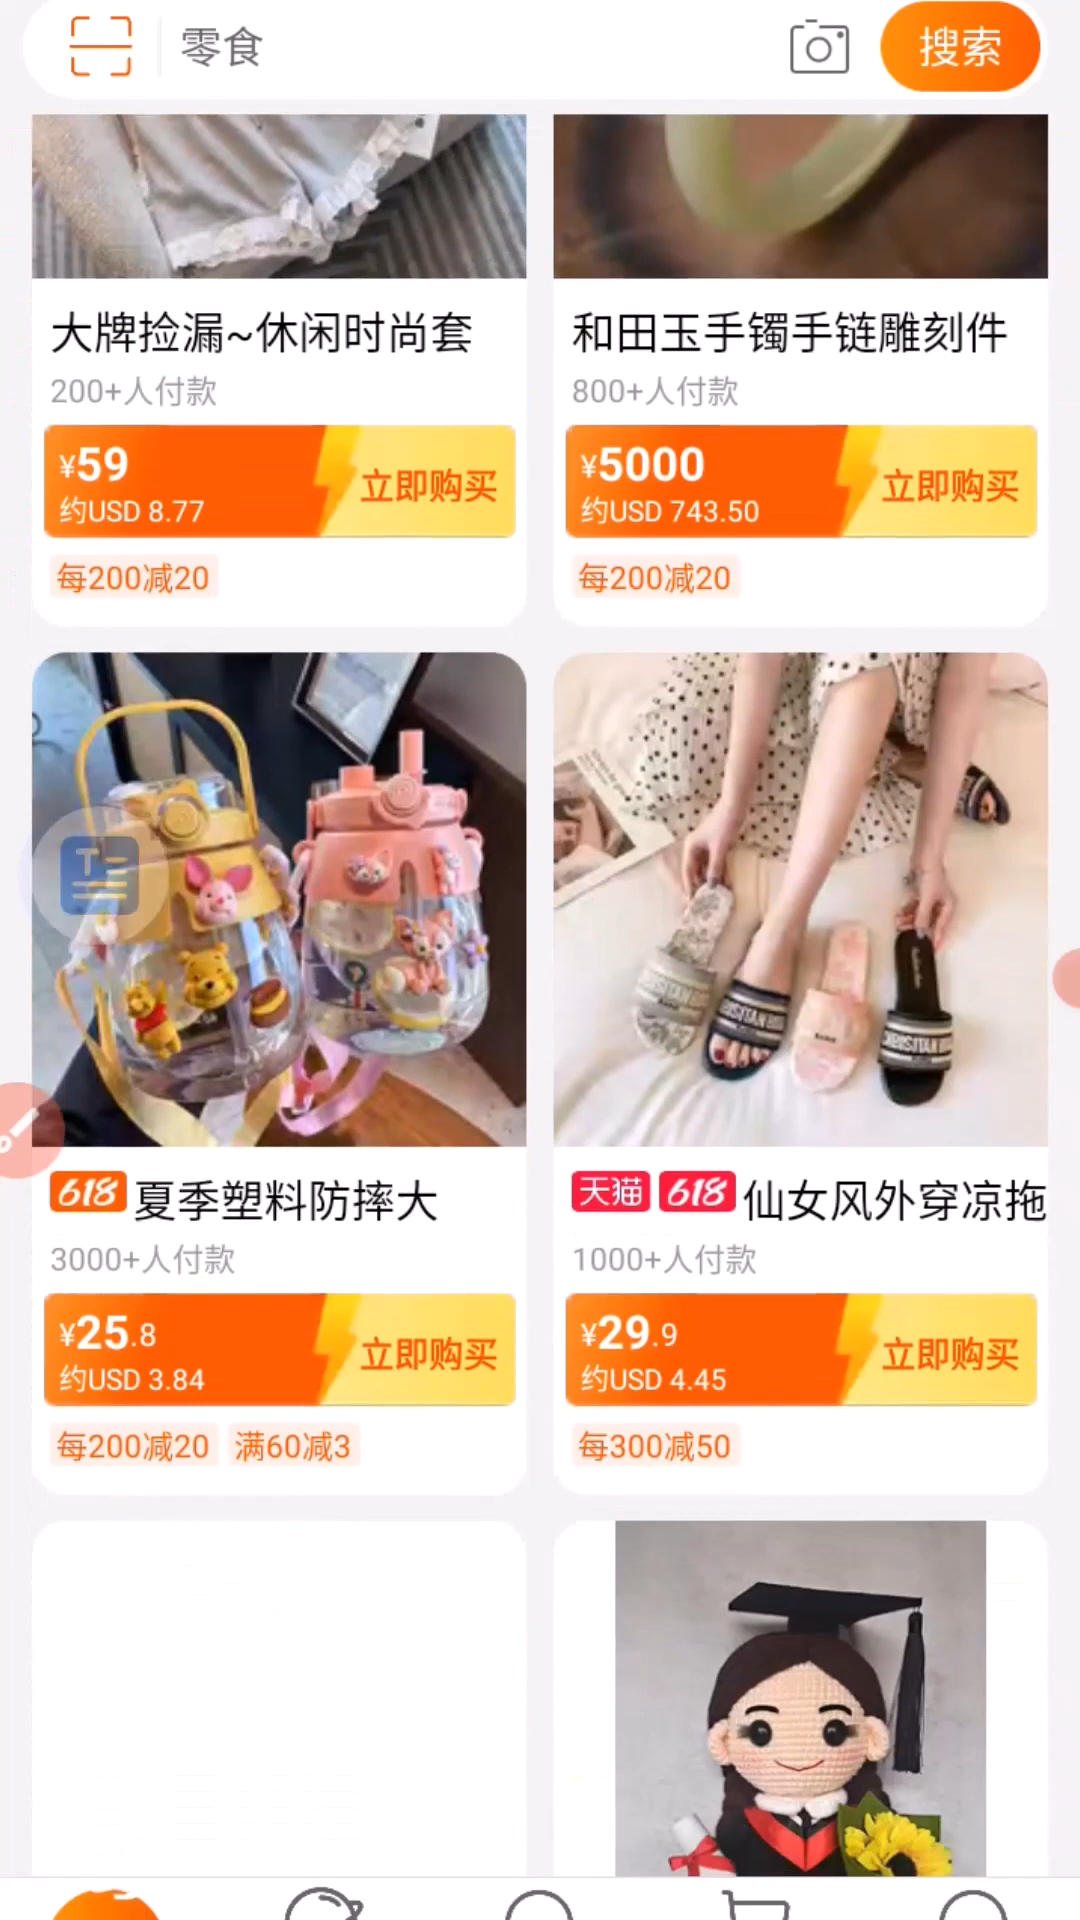 零食
搜索
大牌捡漏~休闲时尚套
200+人付款
¥59
约USD 8.77
立即购买
每200减20
和田玉手镯手链雕刻件
800+人付款
¥5000
约USD 743.50
立即购买
每200减20
618 夏季塑料防摔大
3000+人付款
¥25.8
约USD 3.84
立即购买
每200减20 满60减3
天猫 618 仙女风外穿凉拖
1000+人付款
¥29.9
约USD 4.45
立即购买
每300减50